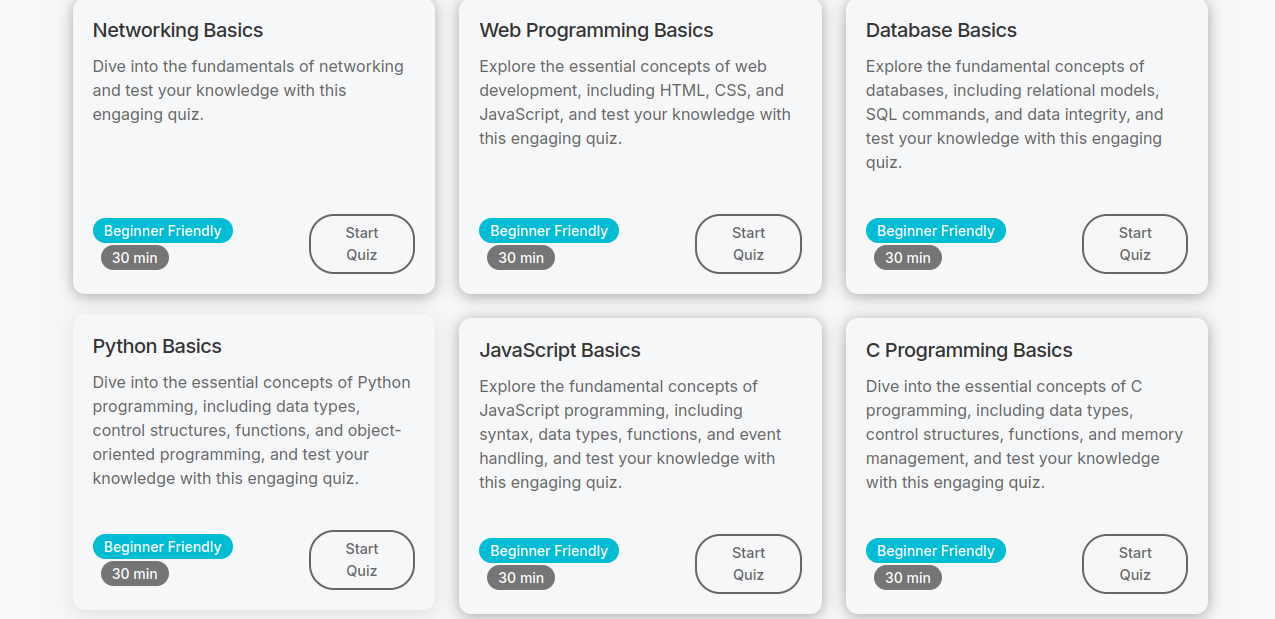 Networking Basics
Dive into the fundamentals of networking
and test your knowledge with this
engaging quiz.
Beginner Friendly
30 min
Start
Quiz
Web Programming Basics
Explore the essential concepts of web
development, including HTML, CSS, and
JavaScript, and test your knowledge with
this engaging quiz.
Beginner Friendly
30 min
Start
Quiz
Database Basics
Explore the fundamental concepts of
databases, including relational models,
SQL commands, and data integrity, and
test your knowledge with this engaging
quiz.
Beginner Friendly
30 min
Start
Quiz
Python Basics
Dive into the essential concepts of Python
programming, including data types,
control structures, functions, and object-
oriented programming, and test your
knowledge with this engaging quiz.
Beginner Friendly
30 min
Start
Quiz
JavaScript Basics
Explore the fundamental concepts of
JavaScript programming, including
syntax, data types, functions, and event
handling, and test your knowledge with
this engaging quiz.
Beginner Friendly
30 min
Start
Quiz
C Programming Basics
Dive into the essential concepts of C
programming, including data types,
control structures, functions, and memory
management, and test your knowledge
with this engaging quiz.
Beginner Friendly
30 min
Start
Quiz